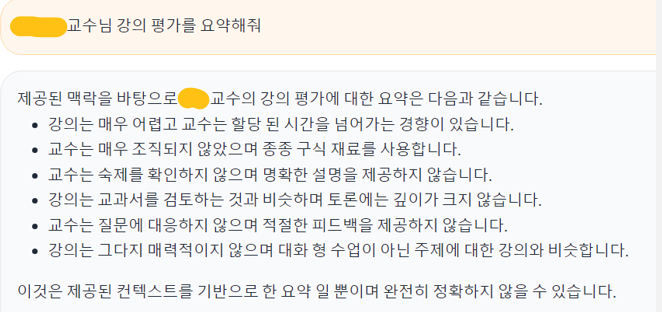 교수님 강의 평가를 요약해줘
제공된 맥락을 바탕으로 교수의 강의 평가에 대한 요약은 다음과 같습니다.
• 강의는 매우 어렵고 교수는 할당 된 시간을 넘어가는 경향이 있습니다.
• 교수는 매우 조직되지 않았으며 종종 구식 재료를 사용합니다.
• 교수는 숙제를 확인하지 않으며 명확한 설명을 제공하지 않습니다.
• 강의는 교과서를 검토하는 것과 비슷하며 토론에는 깊이가 크지 않습니다.
• 교수는 질문에 대응하지 않으며 적절한 피드백을 제공하지 않습니다.
• 강의는 그다지 매력적이지 않으며 대화 형 수업이 아닌 주제에 대한 강의와 비슷합니다.
이것은 제공된 컨텍스트를 기반으로 한 요약 일 뿐이며 완전히 정확하지 않을 수 있습니다.